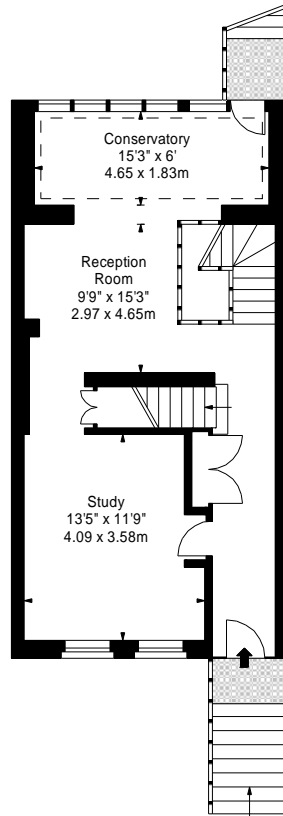 Conservatory
15'3" x 6'
4.65 x 1.83m
Reception
Room
9'9" x 15'3"
2.97 x 4.65m
Study
13'5" x 11'9"
4.09 x 3.58m